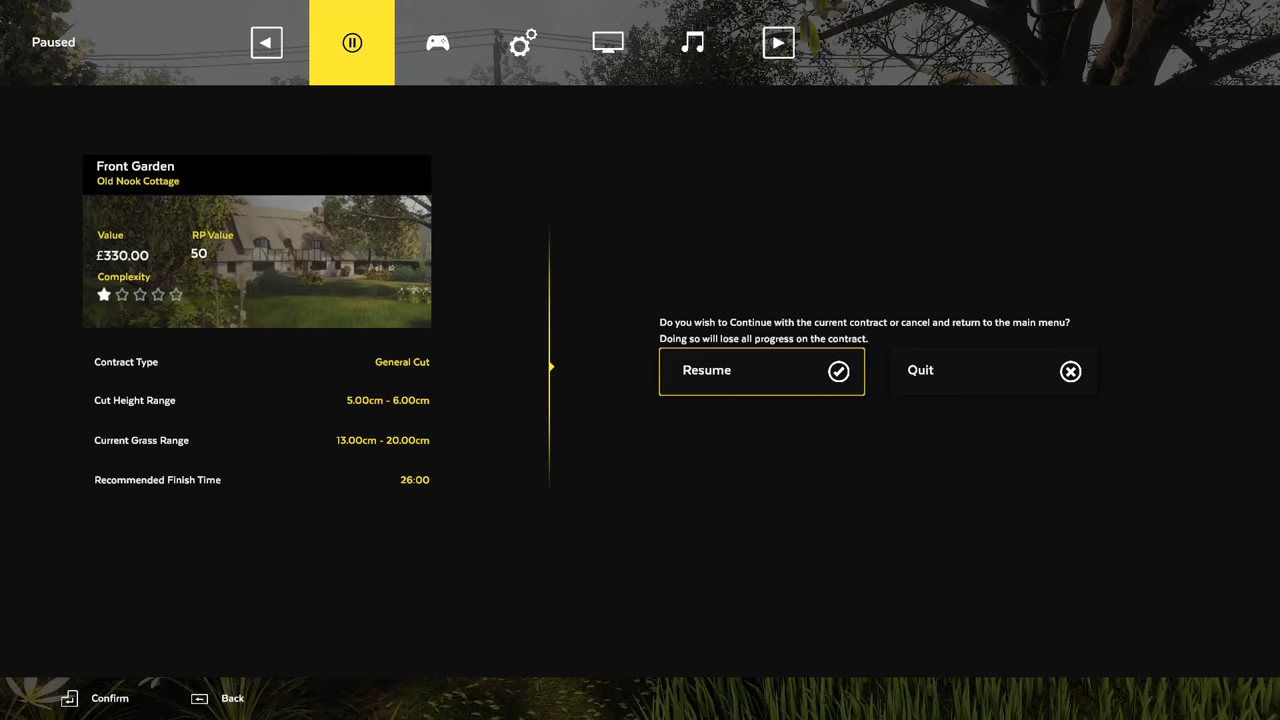 Paused
Front Garden
Old Nook Cottage
Value
RP Value
£330.00
50
Complexity
Contract Type
General Cut
Cut Height Range
5.00cm - 6.00cm
Current Grass Range
13.00cm - 20.00cm
Recommended Finish Time
26:00
Do you wish to Continue with the current contract or cancel and return to the main menu?
Doing so will lose all progress on the contract.
Resume
Quit
Confirm
Back